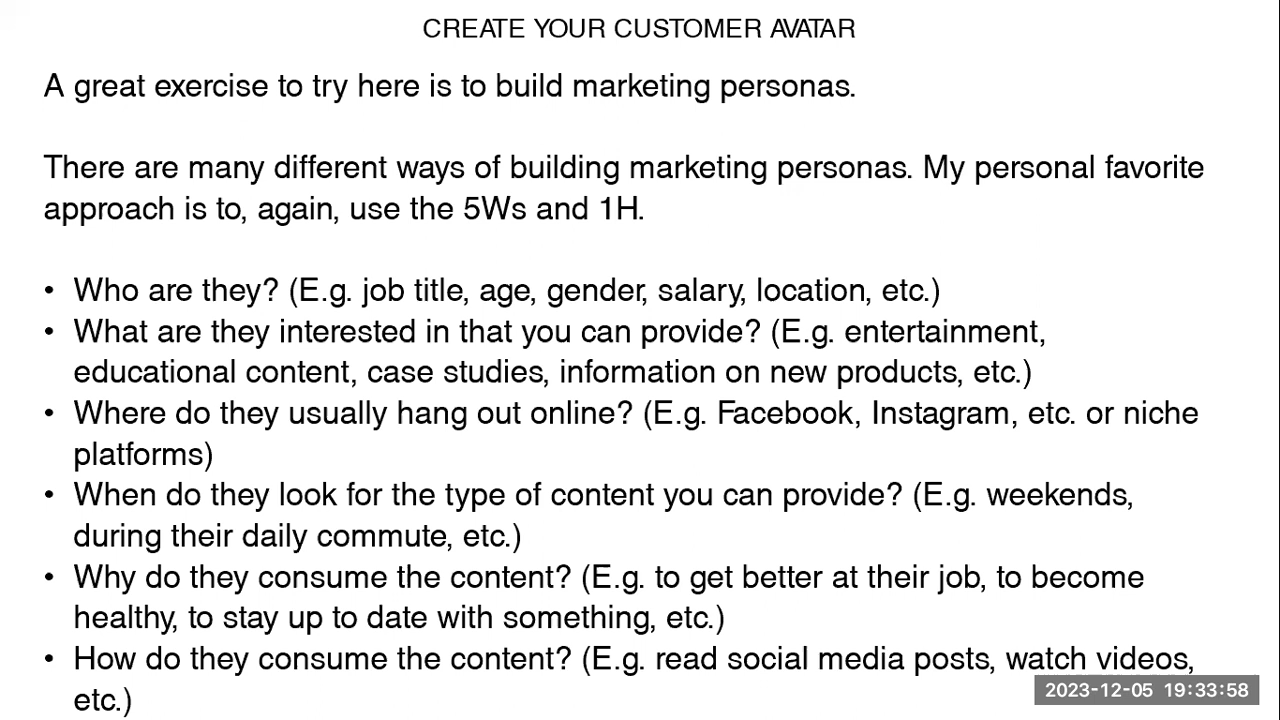 CREATE YOUR CUSTOMER AVATAR
A great exercise to try here is to build marketing personas.
There are many different ways of building marketing personas. My personal favorite
approach is to, again, use the 5Ws and 1H.
• Who are they? (E.g. job title, age, gender, salary, location, etc.)
• What are they interested in that you can provide? (E.g. entertainment,
educational content, case studies, information on new products, etc.)
• Where do they usually hang out online? (E.g. Facebook, Instagram, etc. or niche
platforms)
• When do they look for the type of content you can provide? (E.g. weekends,
during their daily commute, etc.)
• Why do they consume the content? (E.g. to get better at their job, to become
healthy, to stay up to date with something, etc.)
• How do they consume the content? (E.g. read social media posts, watch videos,
etc.)
2023-12-05 19:33:58